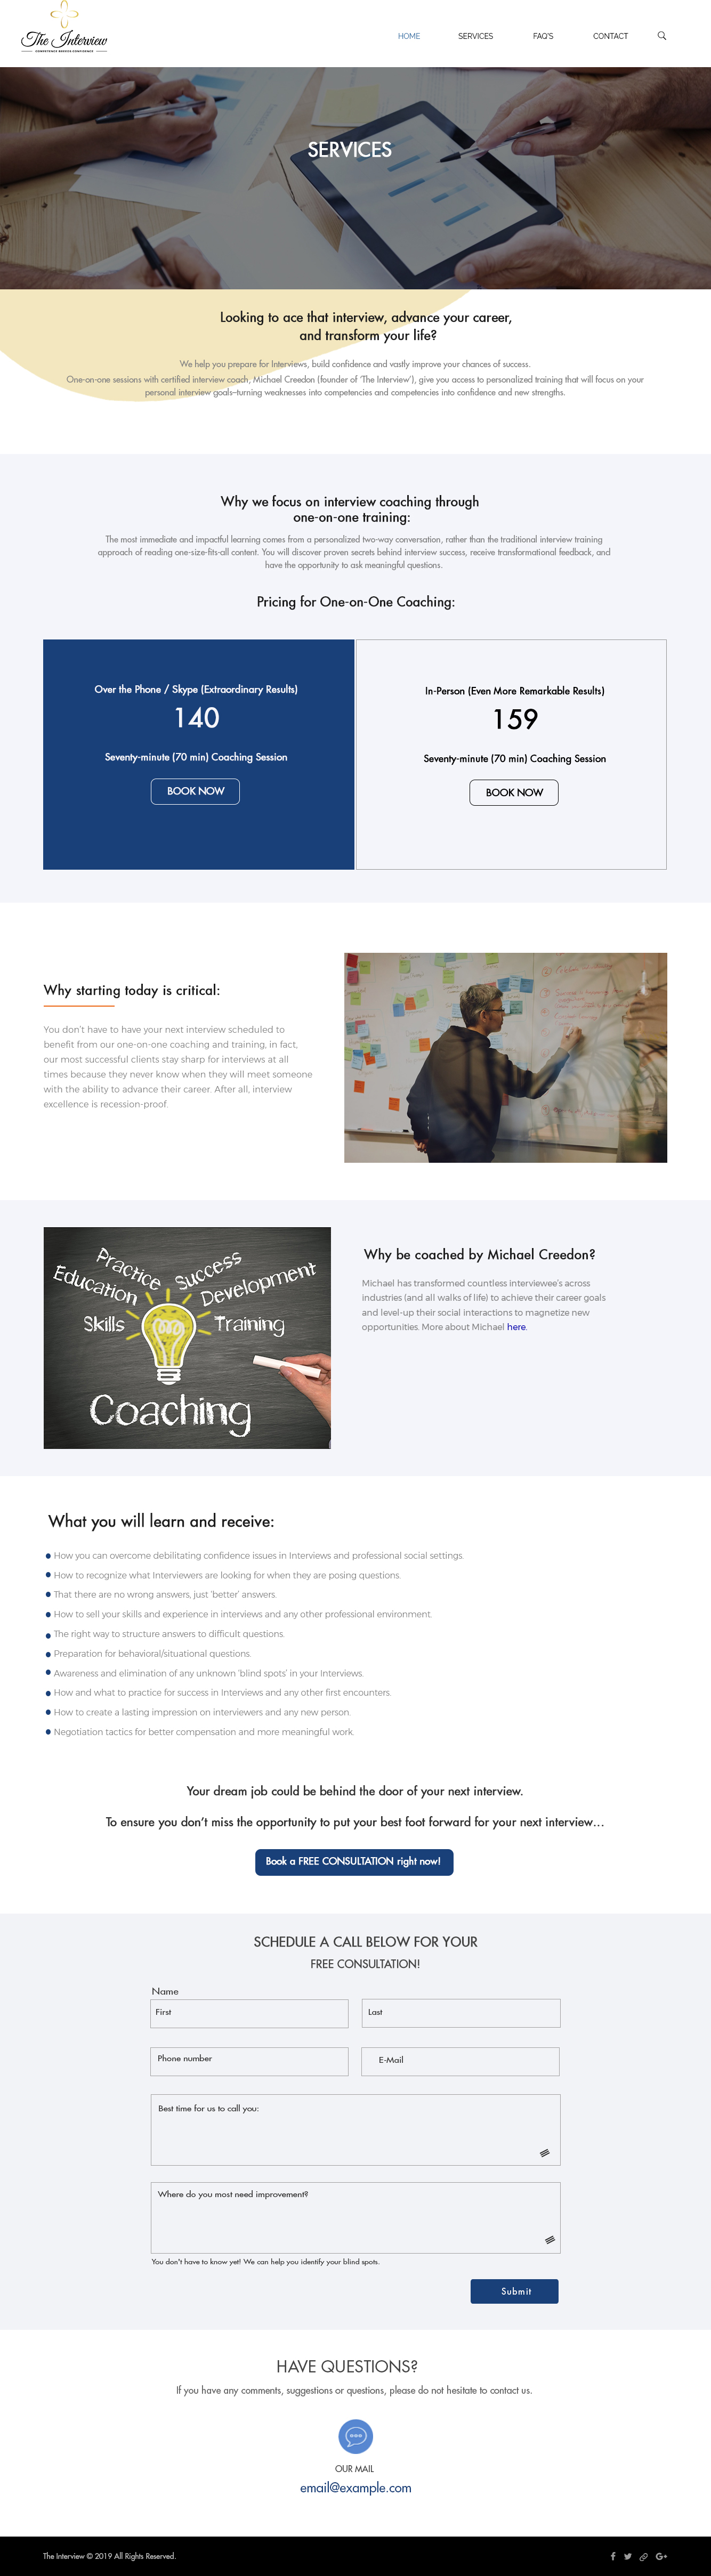 The Interview
COMPETENCE BREEDS CONFIDENCE
HOME
SERVICES
FAQ'S
CONTACT
SERVICES
Looking to ace that interview, advance your career,
and transform your life?
We help you prepare for Interviews, build confidence and vastly improve your chances of success.
One-on-one sessions with certified interview coach, Michael Creedon (founder of 'The Interview'), give you access to personalized training that will focus on your
personal interview goals—turning weaknesses into competencies and competencies into confidence and new strengths.
Why we focus on interview coaching through
one-on-one training:
The most immediate and impactful learning comes from a personalized two-way conversation, rather than the traditional interview training
approach of reading one-size-fits-all content. You will discover proven secrets behind interview success, receive transformational feedback, and
have the opportunity to ask meaningful questions.
Pricing for One-on-One Coaching:
Over the Phone / Skype (Extraordinary Results)
140
Seventy-minute (70 min) Coaching Session
BOOK NOW
In-Person (Even More Remarkable Results)
159
Seventy-minute (70 min) Coaching Session
BOOK NOW
Why starting today is critical:
You don't have to have your next interview scheduled to
benefit from our one-on-one coaching and training, in fact,
our most successful clients stay sharp for interviews at all
times because they never know when they will meet someone
with the ability to advance their career. After all, interview
excellence is recession-proof.
Practice
Success
Education
Development
Skills
Training
Coaching
Why be coached by Michael Creedon?
Michael has transformed countless interviewee's across
industries (and all walks of life) to achieve their career goals
and level-up their social interactions to magnetize new
opportunities. More about Michael here.
What you will learn and receive:
How you can overcome debilitating confidence issues in Interviews and professional social settings.
How to recognize what Interviewers are looking for when they are posing questions.
That there are no wrong answers, just 'better' answers.
How to sell your skills and experience in interviews and any other professional environment.
The right way to structure answers to difficult questions.
Preparation for behavioral/situational questions.
Awareness and elimination of any unknown 'blind spots' in your Interviews.
How and what to practice for success in Interviews and any other first encounters.
How to create a lasting impression on interviewers and any new person.
Negotiation tactics for better compensation and more meaningful work.
Your dream job could be behind the door of your next interview.
To ensure you don't miss the opportunity to put your best foot forward for your next interview...
Book a FREE CONSULTATION right now!
SCHEDULE A CALL BELOW FOR YOUR
FREE CONSULTATION!
Name
First
Last
Phone number
E-Mail
Best time for us to call you:
Where do you most need improvement?
You don't have to know yet! We can help you identify your blind spots.
Submit
HAVE QUESTIONS?
If you have any comments, suggestions or questions, please do not hesitate to contact us.
OUR MAIL
email@example.com
The Interview © 2019 All Rights Reserved.